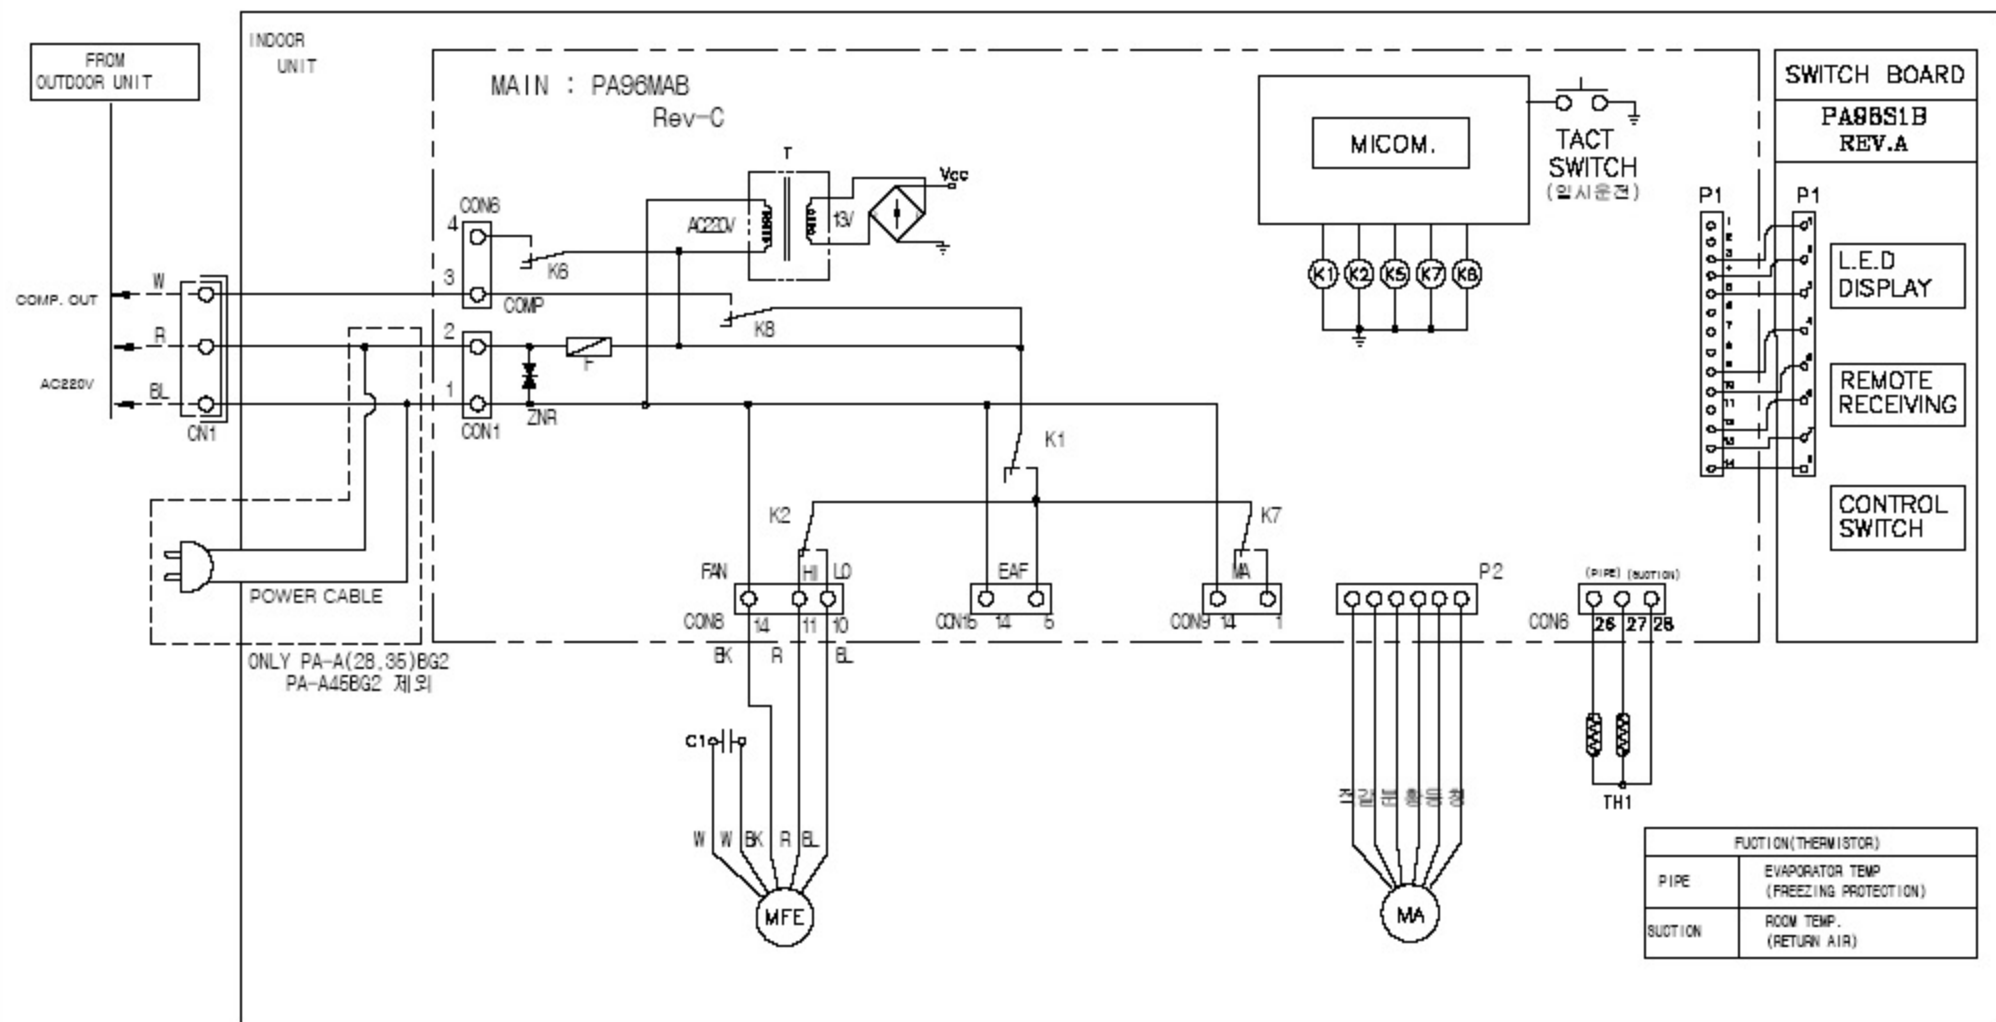 FROM
OUTDOOR UNIT
INDOOR
UNIT
MAIN : PA96MAB
Rev-C
MICOM.
TACT
SWITCH
(임시운전)
SWITCH BOARD
PA98S1B
REV.A
T
Vcc
AC220V
13V
CON6
4
3
COMP
K6
K8
2
1
CON1
F
ZNR
W
COMP. OUT
R
AC220V
BL
CN1
K1
K2
K5
K7
K8
P1
P1
L.E.D
DISPLAY
REMOTE
RECEIVING
CONTROL
SWITCH
K1
K2
K7
FAN
HI
LO
EAF
MA
P2
(PIPE) (SUCTION)
CON8
14
11
10
CON15
14
5
CON9
14
1
CON6
26
27
28
BK
R
BL
POWER CABLE
ONLY PA-A(28,35)BG2
PA-A45BG2 제외
C1
W
W
BK
R
BL
MFE
MA
TH1
FUCTION(THERMISTOR)
PIPE
EVAPORATOR TEMP
(FREEZING PROTECTION)
SUCTION
ROOM TEMP.
(RETURN AIR)